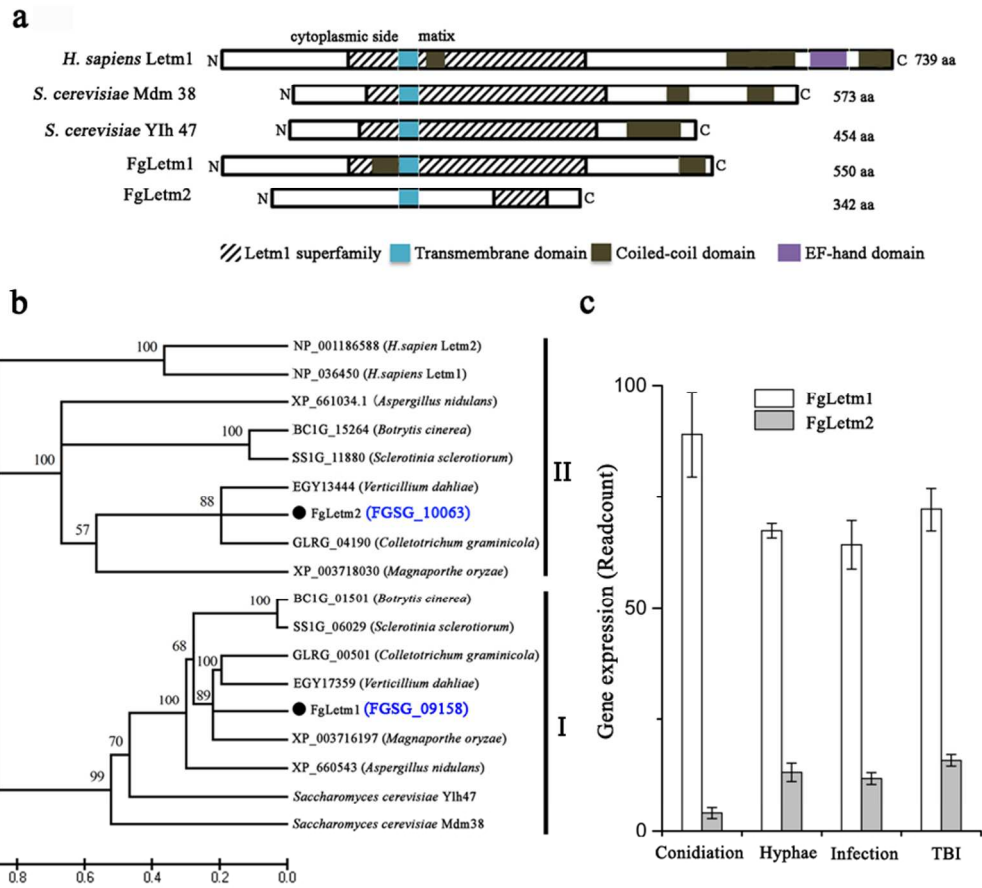 a
cytoplasmic side matix
H. sapiens Letm1 N C 739 aa
S. cerevisiae Mdm 38 N C 573 aa
S. cerevisiae Ylh 47 N C 454 aa
FgLetm1 N C 550 aa
FgLetm2 N C 342 aa
Letm1 superfamily Transmembrane domain Coiled-coil domain EF-hand domain
b
100 NP_001186588 (H.sapien Letm2)
NP_036450 (H.sapiens Letm1)
XP_661034.1 (Aspergillus nidulans)
100 BC1G_15264 (Botrytis cinerea)
100 SS1G_11880 (Sclerotinia sclerotiorum)
II
88 EGY13444 (Verticillium dahliae)
FgLetm2 (FGSG_10063)
57 GLRG_04190 (Colletotrichum graminicola)
XP_003718030 (Magnaporthe oryzae)
100 BC1G_01501 (Botrytis cinerea)
SS1G_06029 (Sclerotinia sclerotiorum)
68 100 GLRG_00501 (Colletotrichum graminicola)
EGY17359 (Verticillium dahliae)
100 89 FgLetm1 (FGSG_09158)
I
70 XP_003716197 (Magnaporthe oryzae)
99 XP_660543 (Aspergillus nidulans)
Saccharomyces cerevisiae Ylh47
Saccharomyces cerevisiae Mdm38
0.8 0.6 0.4 0.2 0.0
c
Gene expression (Readcount)
100
50
0
FgLetm1
FgLetm2
Conidiation Hyphae Infection TBI